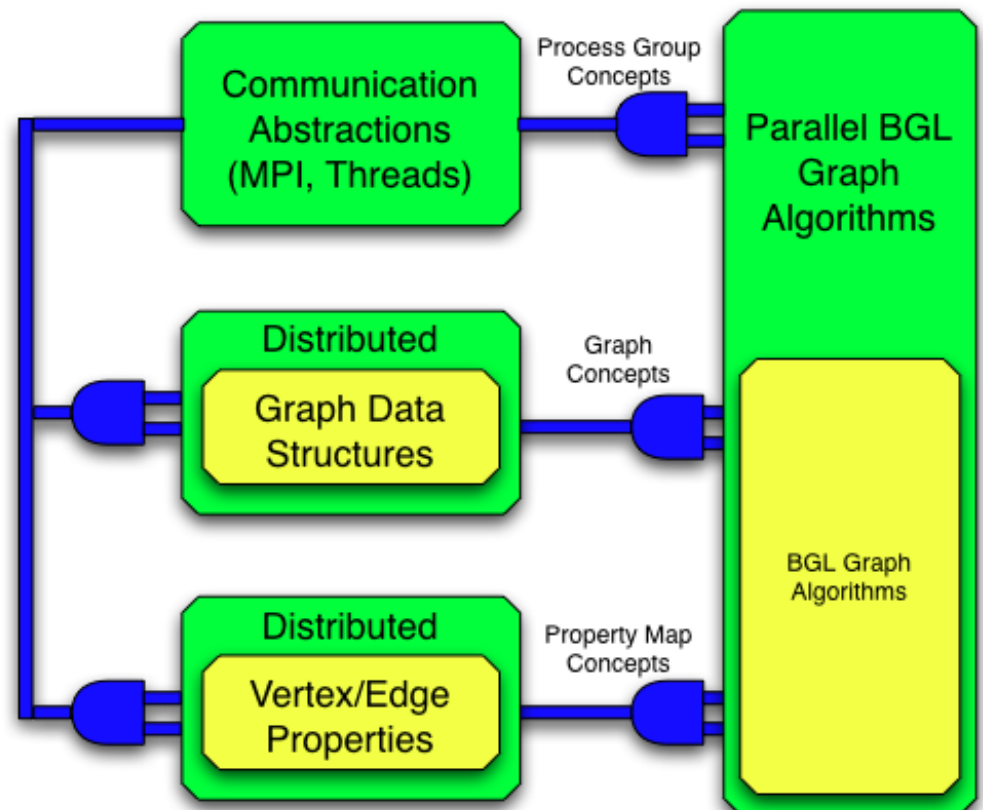 Communication
Abstractions
(MPI, Threads)
Process Group
Concepts
Parallel BGL
Graph
Algorithms
Distributed
Graph Data
Structures
Graph
Concepts
BGL Graph
Algorithms
Distributed
Vertex/Edge
Properties
Property Map
Concepts